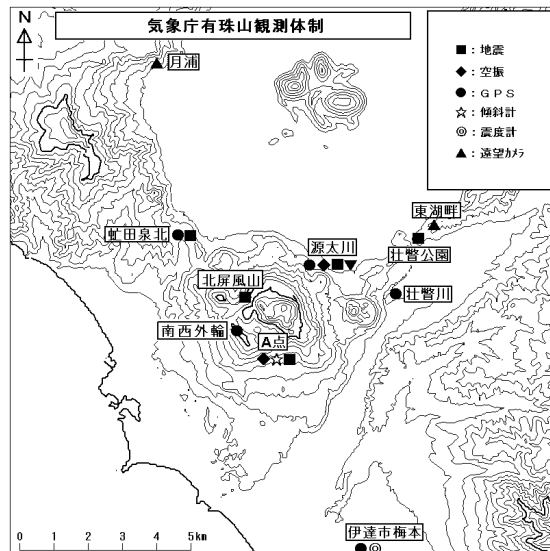 気象庁有珠山観測体制
N
■：地震
◆：空振
●：ＧＰＳ
☆：傾斜計
◎：震度計
▲：遠望ｶﾒﾗ
月浦
東湖畔
虻田泉北
源太川
壮瞥公園
北屏風山
壮瞥川
南西外輪
A点
伊達市梅本
0 1 2 3 4 5km